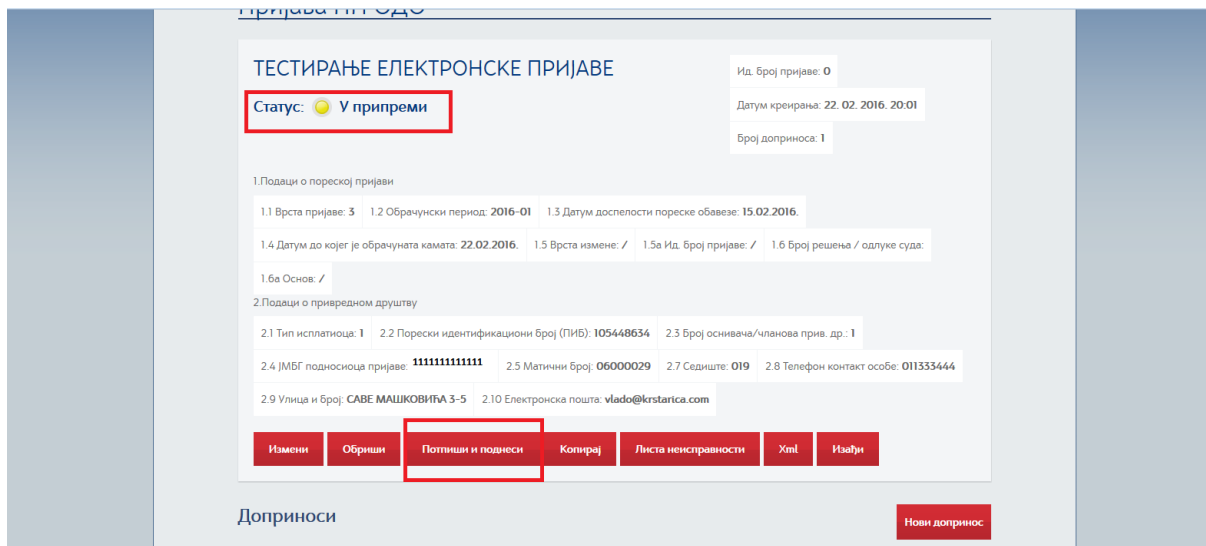 Пријава ПП ОДО
ТЕСТИРАЊЕ ЕЛЕКТРОНСКЕ ПРИЈАВЕ
Ид. број пријаве: 0
Статус: У припреми
Датум креирања: 22. 02. 2016. 20:01
Број доприноса: 1
1.Подаци о пореској пријави
1.1 Врста пријаве: 3 1.2 Обрачунски период: 2016-01 1.3 Датум доспелости пореске обавезе: 15.02.2016.
1.4 Датум до којег је обрачуната камата: 22.02.2016. 1.5 Врста измене: / 1.5а Ид. број пријаве: / 1.6 Број решења / одлуке суда:
1.6а Основ: /
2.Подаци о привредном друштву
2.1 Тип исплатиоца: 1 2.2 Порески идентификациони број (ПИБ): 105448634 2.3 Број оснивача/чланова прив. др.: 1
2.4 ЈМБГ подносиоца пријаве: 1111111111111 2.5 Матични број: 06000029 2.7 Седиште: 019 2.8 Телефон контакт особе: 011333444
2.9 Улица и број: САВЕ МАШКОВИЋА 3-5 2.10 Електронска пошта: vlado@krstarica.com
Измени Обриши Потпиши и поднеси Копирај Листа неисправности Xml Изађи
Доприноси
Нови допринос